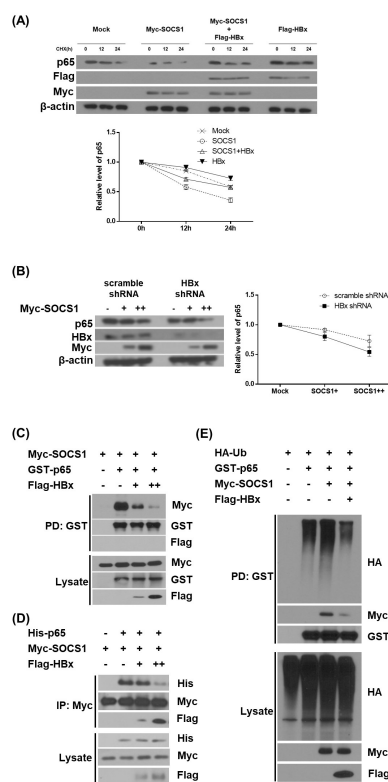 (A)
Mock Myc-SOCS1 Myc-SOCS1 + Flag-HBx Flag-HBx
CHX(h) 0 12 24 0 12 24 0 12 24 0 12 24
p65
Flag
Myc
β-actin
Relative level of p65
1.5
1.0
0.5
0.0
0h 12h 24h
Mock
SOCS1
SOCS1+HBx
HBx
(B)
scramble shRNA HBx shRNA
Myc-SOCS1 - + ++ - + ++
p65
HBx
Myc
β-actin
Relative level of p65
1.5
1.0
0.5
0.0
Mock SOCS1+ SOCS1++
scramble shRNA
HBx shRNA
(C)
Myc-SOCS1 + + + +
GST-p65 - + + +
Flag-HBx - - + ++
PD: GST
Myc
GST
Flag
Lysate
Myc
GST
Flag
(D)
His-p65 - + + +
Myc-SOCS1 + + + +
Flag-HBx - - + ++
IP: Myc
His
Myc
Flag
Lysate
His
Myc
Flag
(E)
HA-Ub + + + +
GST-p65 - + + +
Myc-SOCS1 - - + +
Flag-HBx - - - +
PD: GST
HA
Myc
GST
Lysate
HA
Myc
Flag